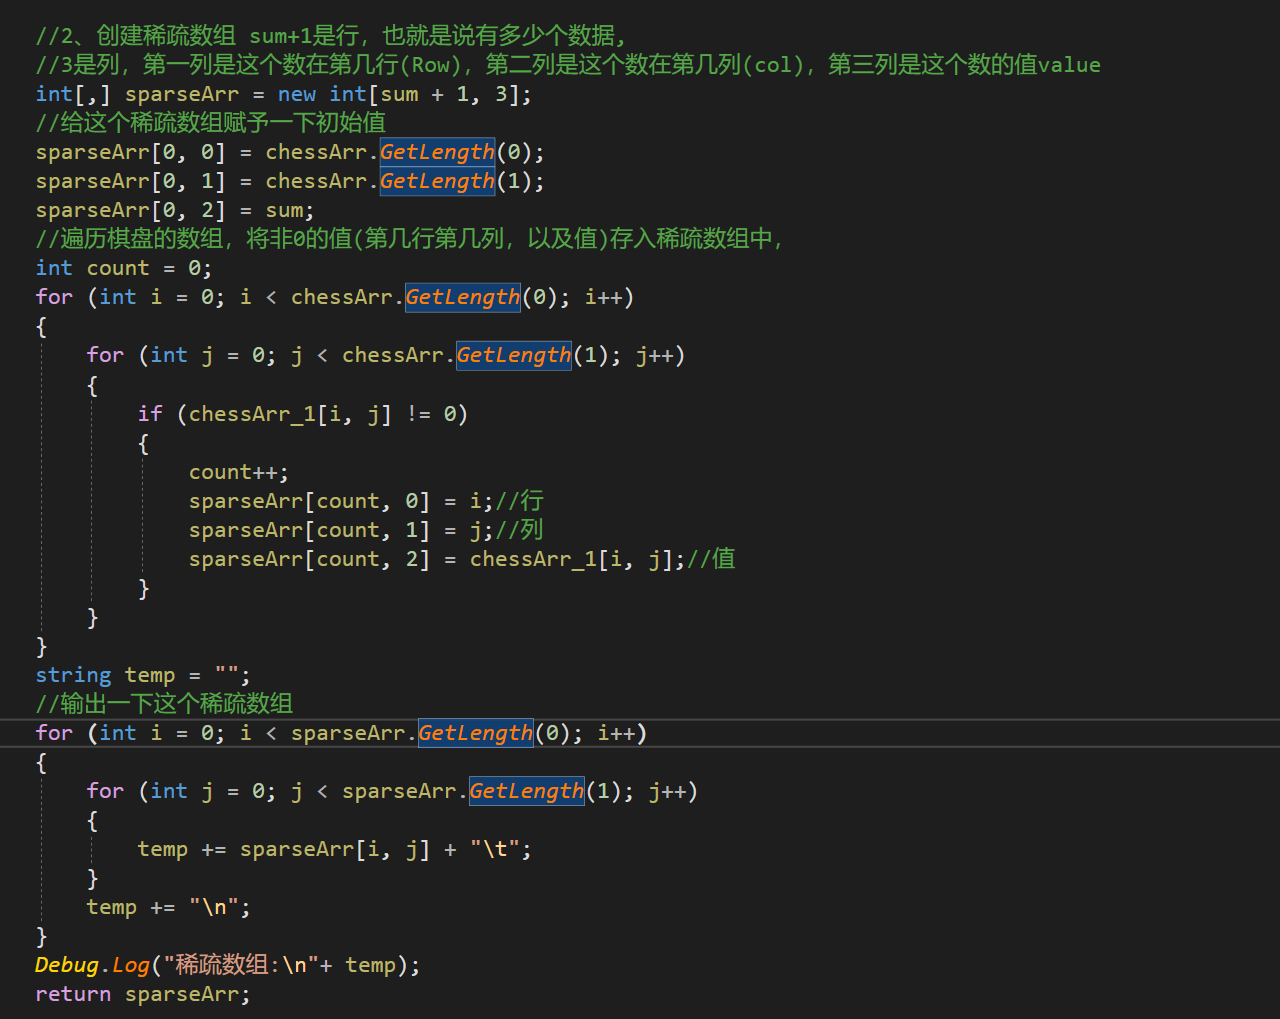 //2、创建稀疏数组 sum+1是行，也就是说有多少个数据，
//3是列，第一列是这个数在第几行(Row)，第二列是这个数在第几列(col)，第三列是这个数的值value
int[,] sparseArr = new int[sum + 1, 3];
//给这个稀疏数组赋予一下初始值
sparseArr[0, 0] = chessArr.GetLength(0);
sparseArr[0, 1] = chessArr.GetLength(1);
sparseArr[0, 2] = sum;
//遍历棋盘的数组，将非0的值(第几行第几列，以及值)存入稀疏数组中，
int count = 0;
for (int i = 0; i < chessArr.GetLength(0); i++)
{
    for (int j = 0; j < chessArr.GetLength(1); j++)
    {
        if (chessArr_1[i, j] != 0)
        {
            count++;
            sparseArr[count, 0] = i;//行
            sparseArr[count, 1] = j;//列
            sparseArr[count, 2] = chessArr_1[i, j];//值
        }
    }
}
string temp = "";
//输出一下这个稀疏数组
for (int i = 0; i < sparseArr.GetLength(0); i++)
{
    for (int j = 0; j < sparseArr.GetLength(1); j++)
    {
        temp += sparseArr[i, j] + "\t";
    }
    temp += "\n";
}
Debug.Log("稀疏数组:\n"+ temp);
return sparseArr;